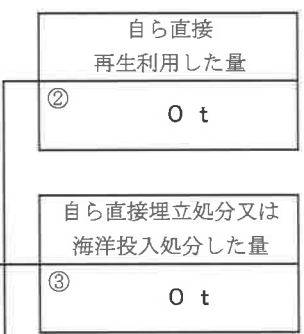 自ら直接
再生利用した量
②
0 t
自ら直接埋立処分又は
海洋投入処分した量
③
0 t